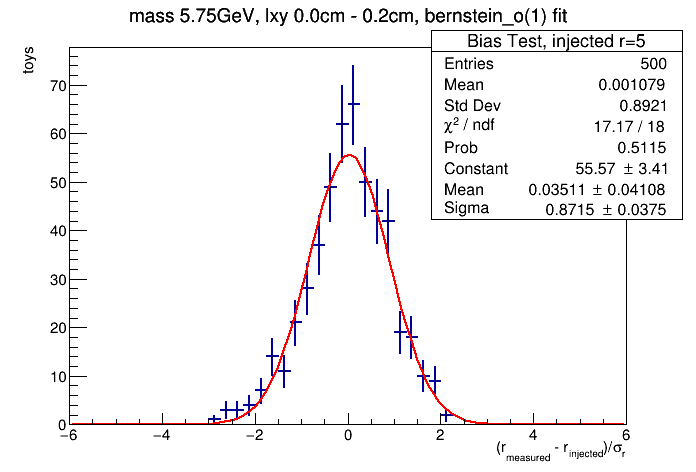 mass 5.75GeV, lxy 0.0cm - 0.2cm, bernstein_o(1) fit
Bias Test, injected r=5
Entries 500
Mean 0.001079
Std Dev 0.8921
χ² / ndf 17.17 / 18
Prob 0.5115
Constant 55.57 ± 3.41
Mean 0.03511 ± 0.04108
Sigma 0.8715 ± 0.0375
toys
70
60
50
40
30
20
10
0
−6 −4 −2 0 2 4 6
(r_measured - r_injected)/σ_r